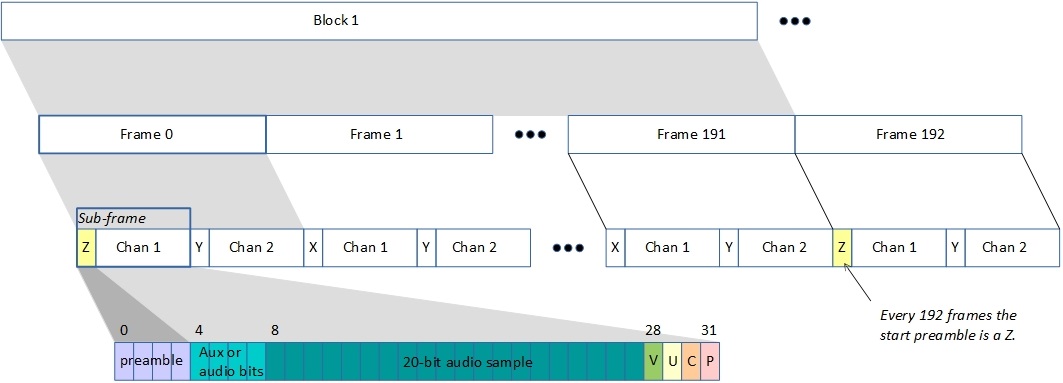 Block 1
Frame 0 Frame 1 Frame 191 Frame 192
Sub-frame
Z Chan 1 Y Chan 2 X Chan 1 Y Chan 2 X Chan 1 Y Chan 2 Z Chan 1 Y Chan 2
Every 192 frames the
start preamble is a Z.
0 4 8 28 31
preamble Aux or
audio bits 20-bit audio sample V U C P